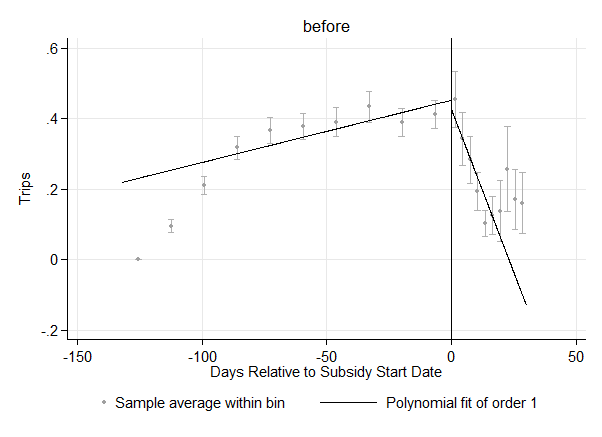 before
.6
.4
.2
0
-.2
Trips
-150 -100 -50 0 50
Days Relative to Subsidy Start Date
Sample average within bin Polynomial fit of order 1